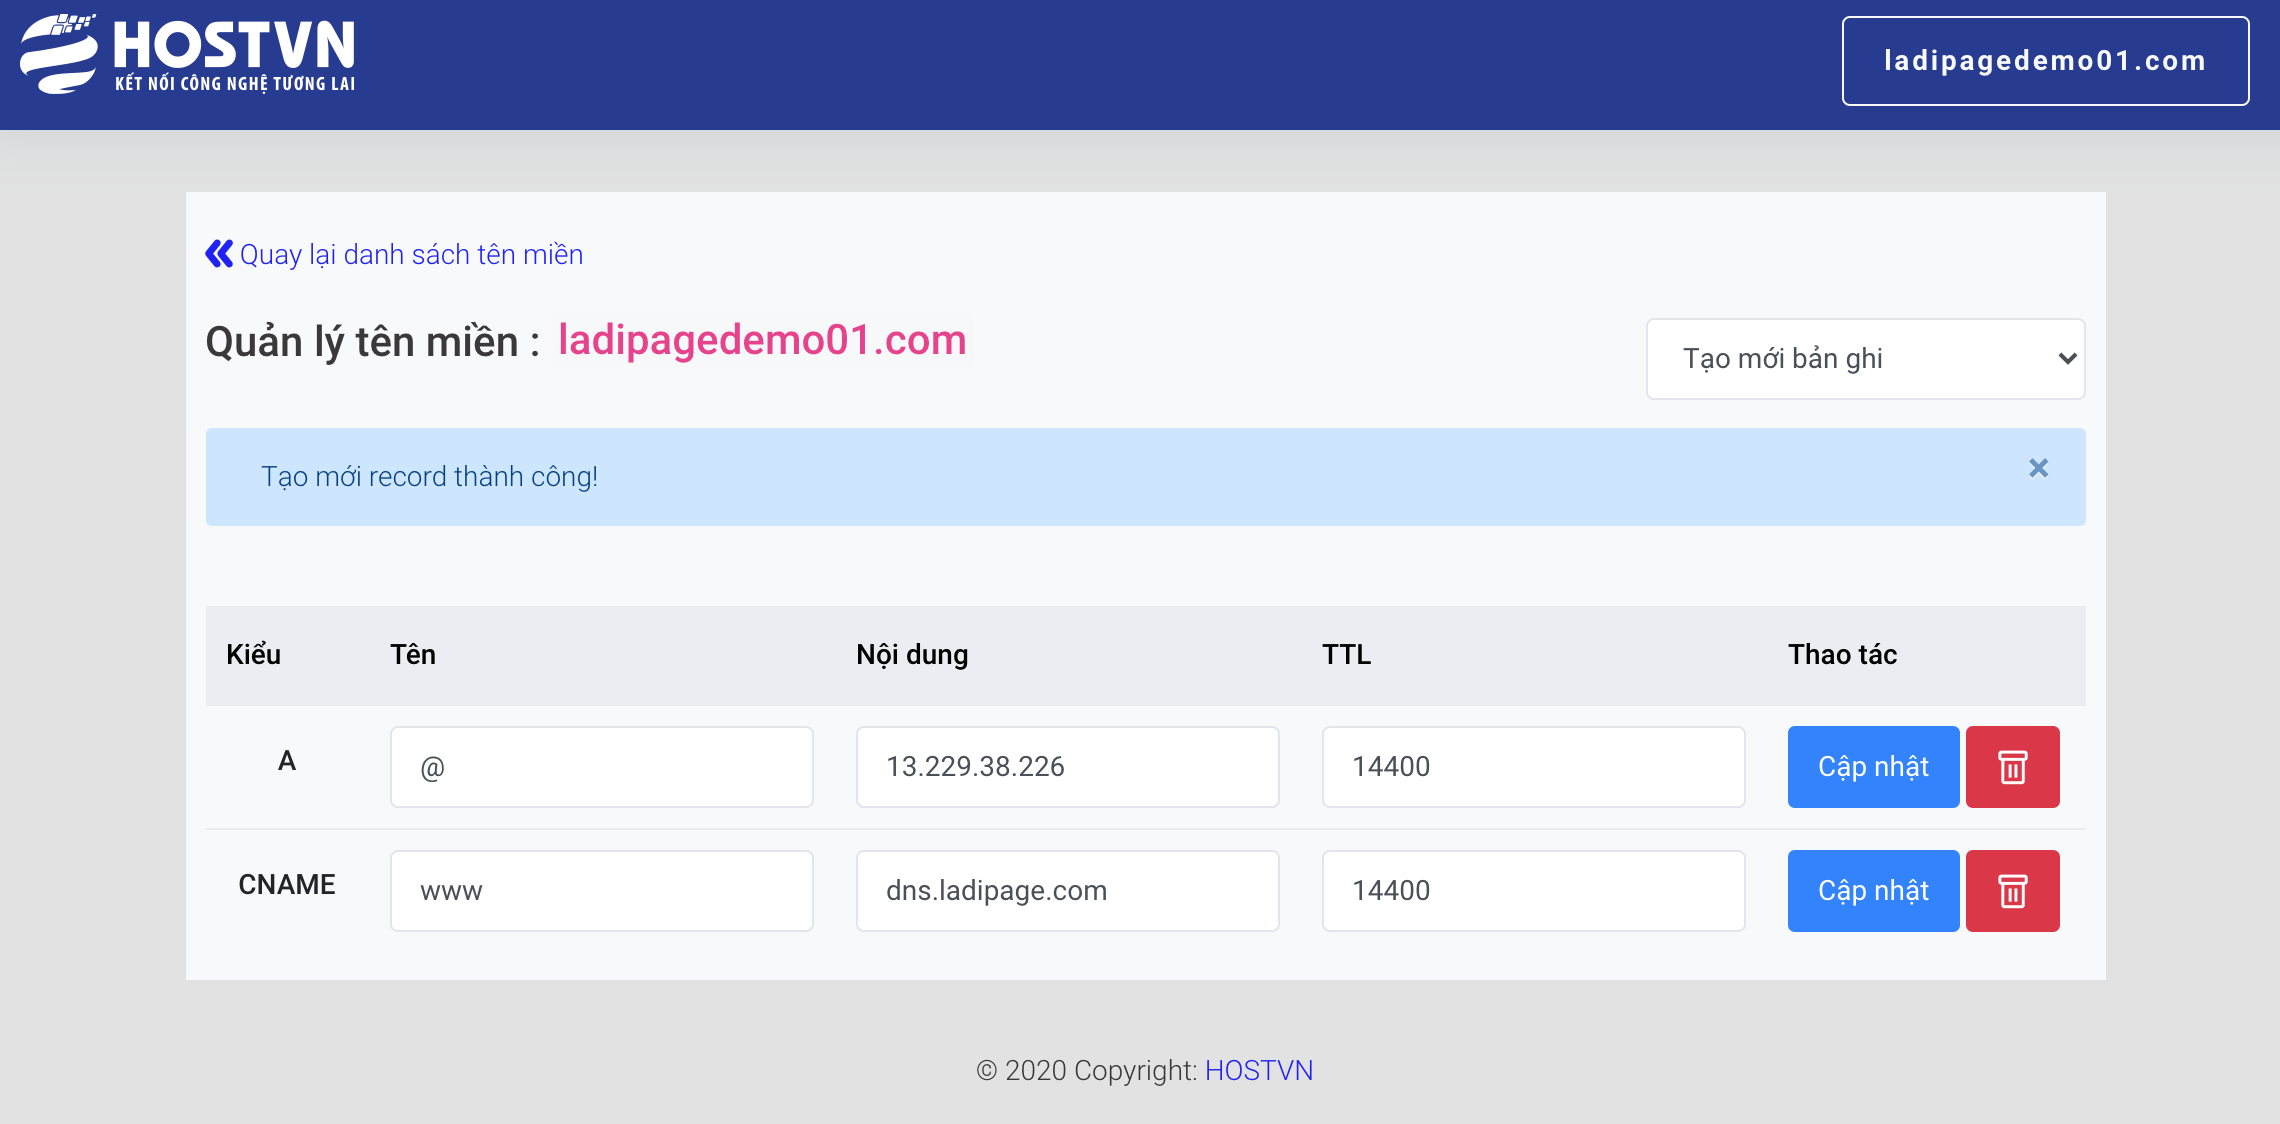 HOSTVN
KẾT NỐI CÔNG NGHỆ TƯƠNG LAI
ladipagedemo01.com
Quay lại danh sách tên miền
Quản lý tên miền : ladipagedemo01.com
Tạo mới bản ghi
Tạo mới record thành công!
×
Kiểu Tên Nội dung TTL Thao tác
A @ 13.229.38.226 14400 Cập nhật
CNAME www dns.ladipage.com 14400 Cập nhật
© 2020 Copyright: HOSTVN